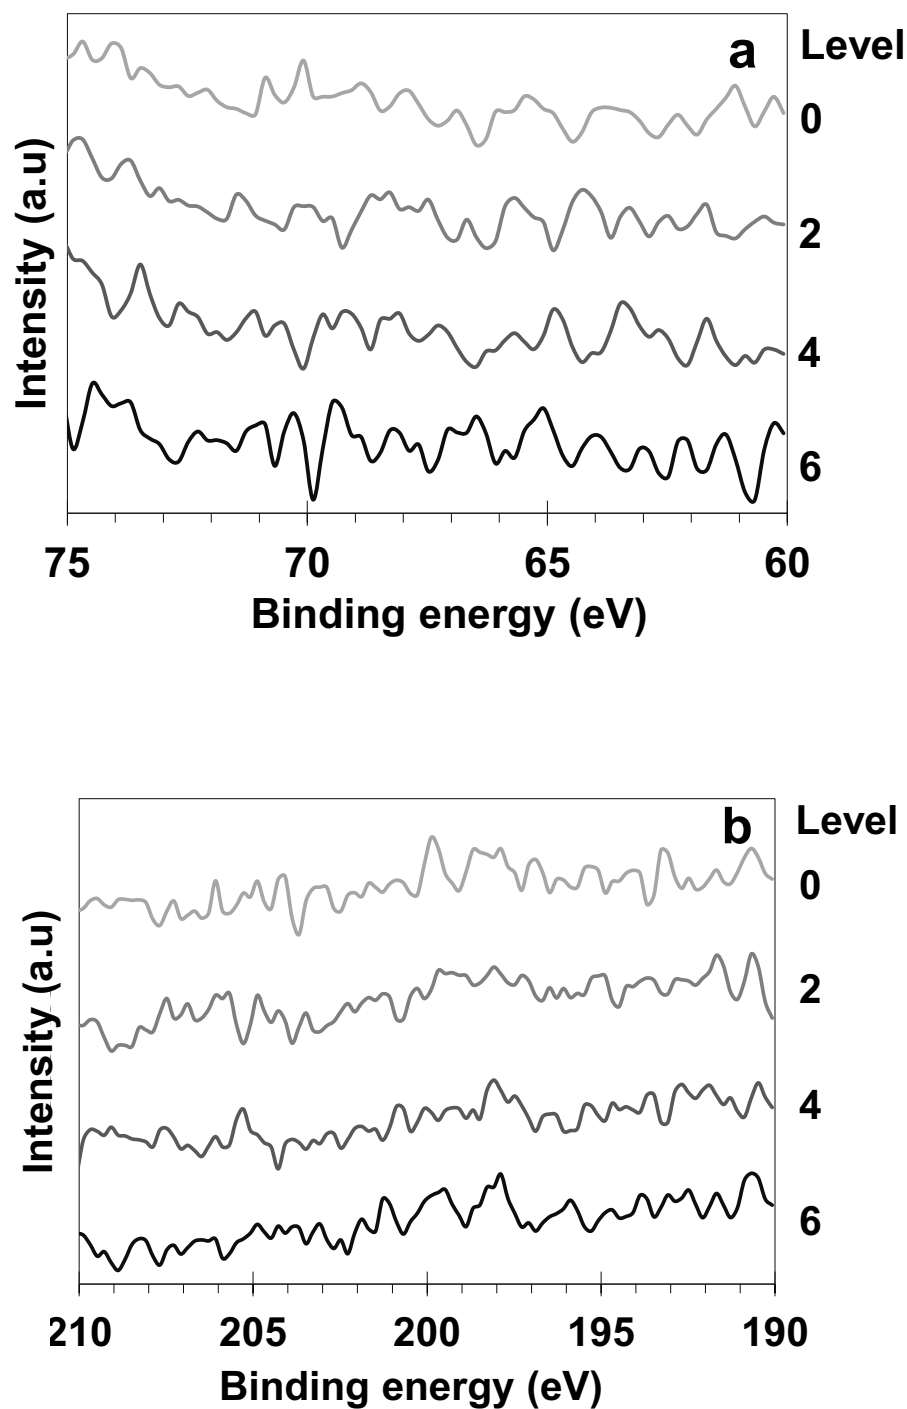 a
Level
0
2
4
6
Intensity (a.u)
75 70 65 60
Binding energy (eV)
b
Level
0
2
4
6
Intensity (a.u)
210 205 200 195 190
Binding energy (eV)